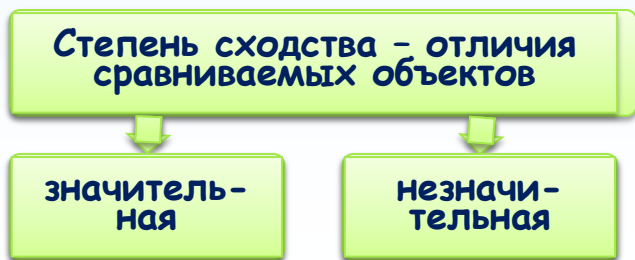 Степень сходства – отличия
сравниваемых объектов
значитель-
ная
незначи-
тельная